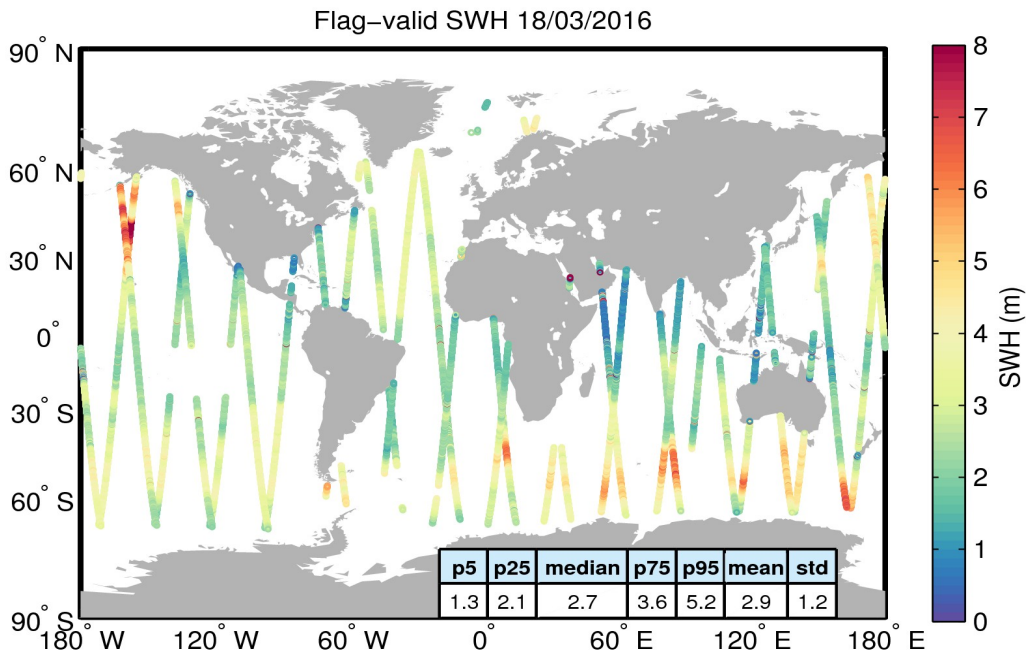 Flag−valid SWH 18/03/2016
90° N
60° N
30° N
0°
30° S
60° S
90° S
180° W
120° W
60° W
0°
60° E
120° E
180° E
p5 p25 median p75 p95 mean std
1.3 2.1 2.7 3.6 5.2 2.9 1.2
8
7
6
5
4
3
2
1
0
SWH (m)